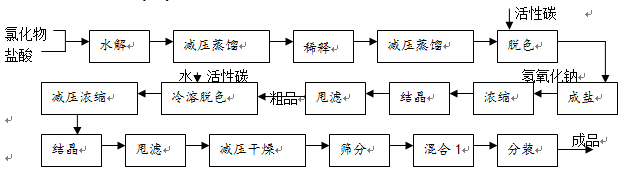 活性碳
氯化物
盐酸
水解 减压蒸馏 稀释 减压蒸馏 脱色
水 活性碳 氢氧化钠
减压浓缩 冷溶脱色 粗品 甩滤 结晶 浓缩 成盐
成品
结晶 甩滤 减压干燥 筛分 混合1 分装